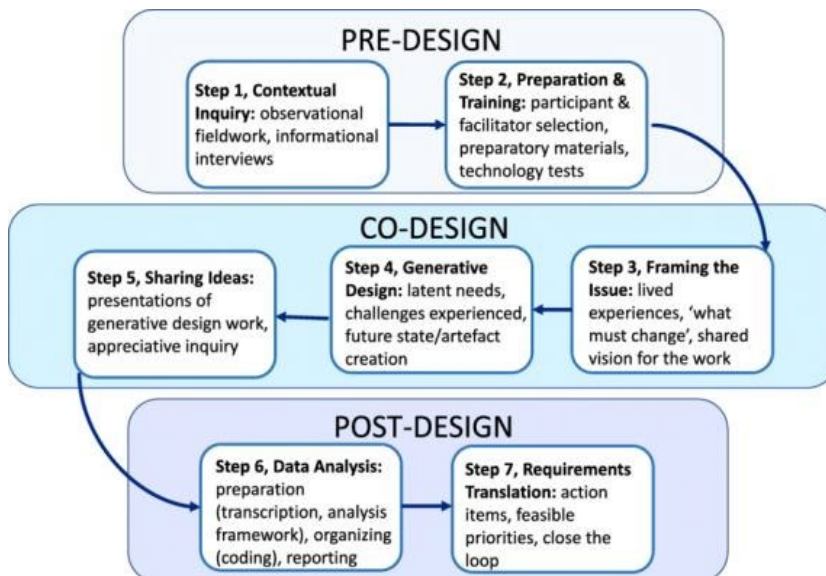 PRE-DESIGN
Step 1, Contextual
Inquiry: observational
fieldwork, informational
interviews
Step 2, Preparation &
Training: participant &
facilitator selection,
preparatory materials,
technology tests
CO-DESIGN
Step 3, Framing the
Issue: lived
experiences, ‘what
must change’, shared
vision for the work
Step 4, Generative
Design: latent needs,
challenges experienced,
future state/artefact
creation
Step 5, Sharing Ideas:
presentations of
generative design work,
appreciative inquiry
POST-DESIGN
Step 6, Data Analysis:
preparation
(transcription, analysis
framework), organizing
(coding), reporting
Step 7, Requirements
Translation: action
items, feasible
priorities, close the
loop